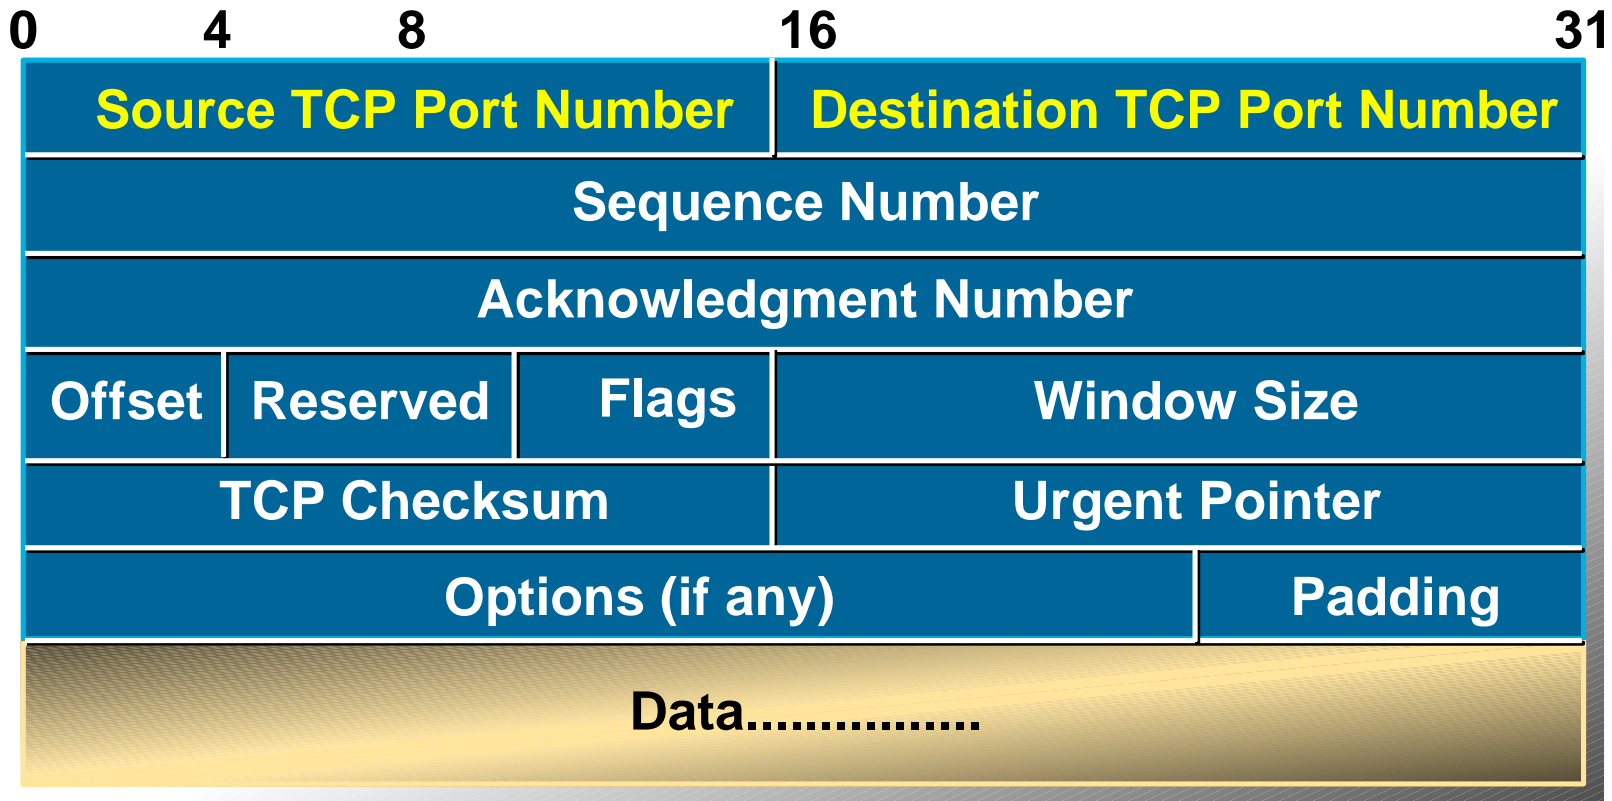 0 4 8 16 31
Source TCP Port Number Destination TCP Port Number
Sequence Number
Acknowledgment Number
Offset Reserved Flags Window Size
TCP Checksum Urgent Pointer
Options (if any) Padding
Data................